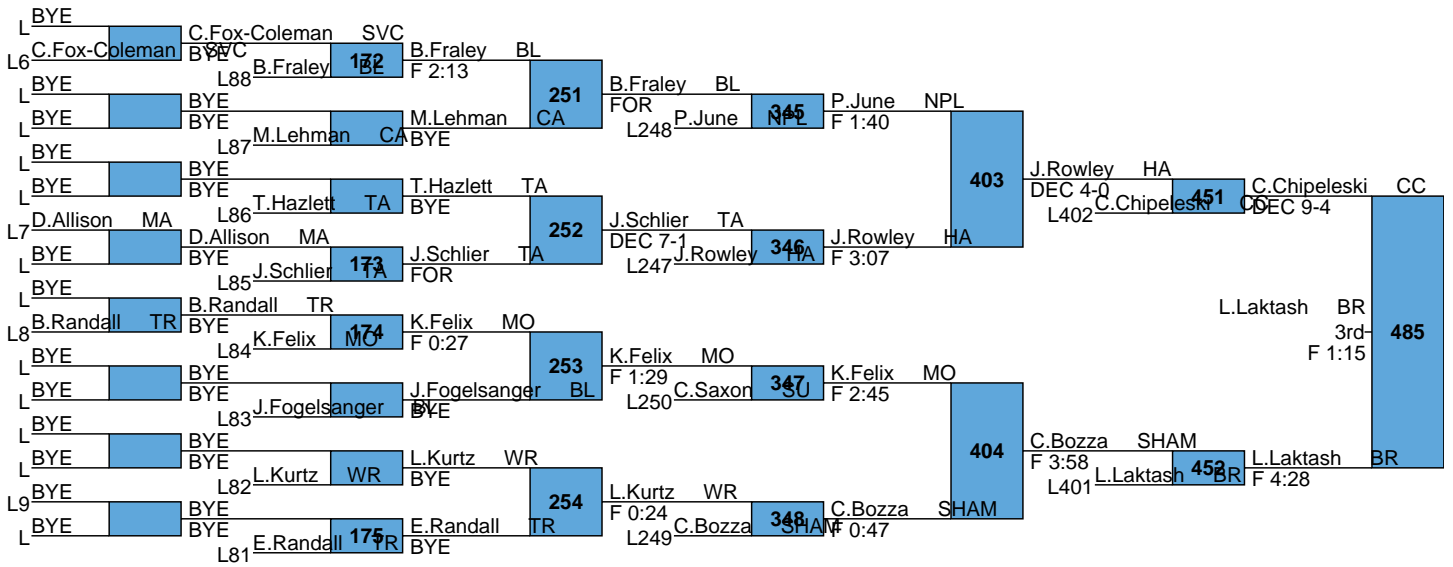 BYE
L
C.Fox-Coleman SVC
L6
BYE
L
BYE
L
BYE
L
BYE
L
D.Allison MA
L7
BYE
L
BYE
L
B.Randall TR
L8
BYE
L
BYE
L
BYE
L
BYE
L
BYE
L9
BYE
L
C.Fox-Coleman SVC
BYE
172
B.Fraley BL
L88
BYE
BYE
M.Lehman CA
L87
BYE
BYE
T.Hazlett TA
L86
D.Allison MA
BYE
173
J.Schlier TA
L85
B.Randall TR
BYE
174
K.Felix MO
L84
BYE
BYE
J.Fogelsanger BL
L83
BYE
BYE
L.Kurtz WR
L82
BYE
BYE
175
E.Randall TR
L81
B.Fraley BL
F 2:13
251
M.Lehman CA
BYE
T.Hazlett TA
BYE
252
J.Schlier TA
FOR
K.Felix MO
F 0:27
253
J.Fogelsanger BL
BYE
L.Kurtz WR
BYE
254
E.Randall TR
BYE
B.Fraley BL
FOR
345
P.June NPL
L248
J.Schlier TA
DEC 7-1
346
J.Rowley HA
L247
K.Felix MO
F 1:29
347
C.Saxon SU
L250
L.Kurtz WR
F 0:24
348
C.Bozza SHAM
L249
P.June NPL
F 1:40
403
J.Rowley HA
F 3:07
K.Felix MO
F 2:45
404
C.Bozza SHAM
F 0:47
J.Rowley HA
DEC 4-0
451
C.Chipeleski CC
L402
C.Bozza SHAM
F 3:58
452
L.Laktash BR
L401
C.Chipeleski CC
DEC 9-4
485
L.Laktash BR
F 4:28
L.Laktash BR
3rd
F 1:15